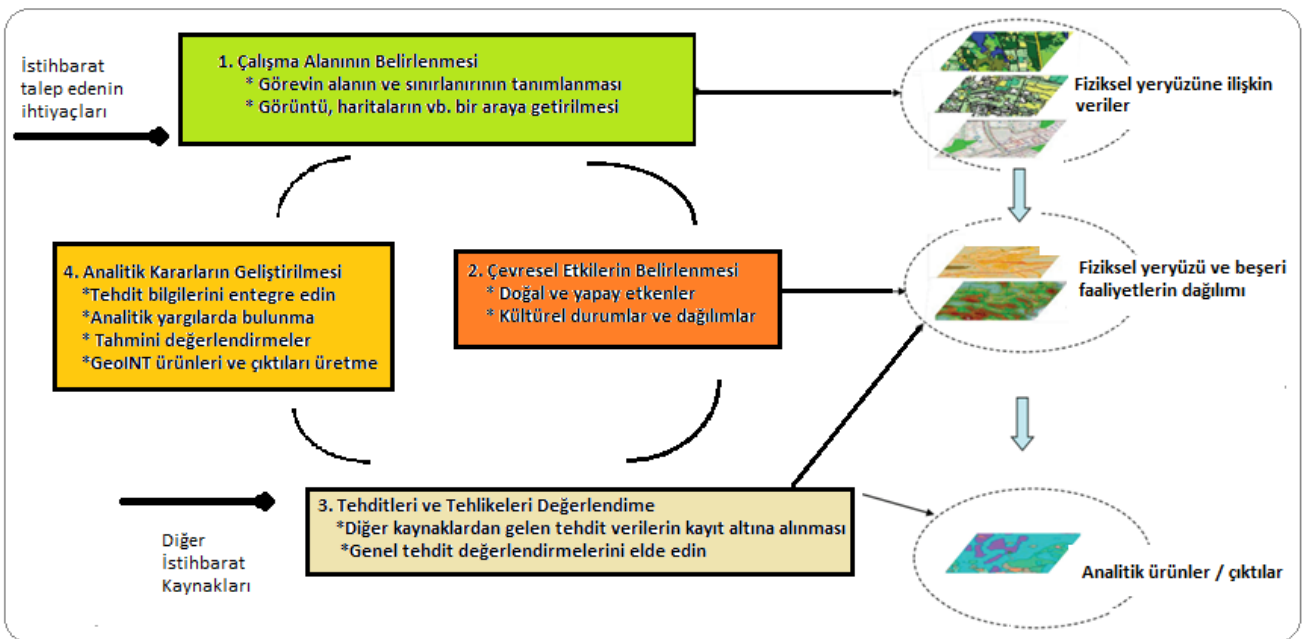 İstihbarat
talep edenin
ihtiyaçları
1. Çalışma Alanının Belirlenmesi
* Görevin alanın ve sınırlanırının tanımlanması
* Görüntü, haritaların vb. bir araya getirilmesi
Fiziksel yeryüzüne ilişkin
veriler
4. Analitik Kararların Geliştirilmesi
*Tehdit bilgilerini entegre edin
*Analitik yargılarda bulunma
* Tahmini değerlendirmeler
*GeoINT ürünleri ve çıktıları üretme
2. Çevresel Etkilerin Belirlenmesi
* Doğal ve yapay etkenler
* Kültürel durumlar ve dağılımlar
Fiziksel yeryüzü ve beşeri
faaliyetlerin dağılımı
3. Tehditleri ve Tehlikeleri Değerlendime
*Diğer kaynaklardan gelen tehdit verilerin kayıt altına alınması
*Genel tehdit değerlendirmelerini elde edin
Diğer
İstihbarat
Kaynakları
Analitik ürünler / çıktılar